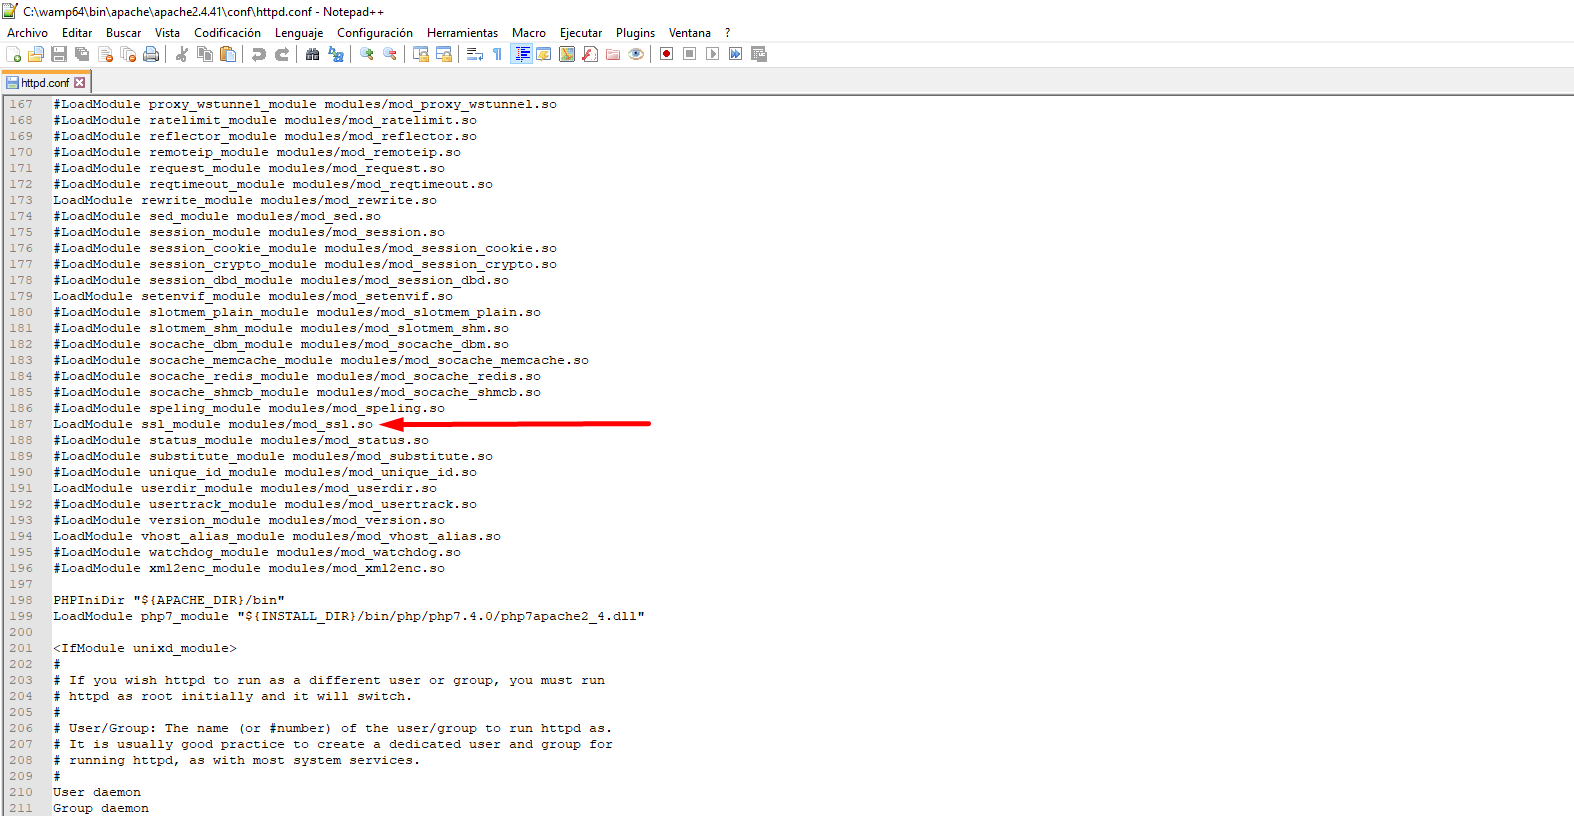 C:\wamp64\bin\apache\apache2.4.41\conf\httpd.conf - Notepad++
Archivo Editar Buscar Vista Codificación Lenguaje Configuración Herramientas Macro Ejecutar Plugins Ventana ?
httpd.conf
167 #LoadModule proxy_wstunnel_module modules/mod_proxy_wstunnel.so
168 #LoadModule ratelimit_module modules/mod_ratelimit.so
169 #LoadModule reflector_module modules/mod_reflector.so
170 #LoadModule remoteip_module modules/mod_remoteip.so
171 #LoadModule request_module modules/mod_request.so
172 #LoadModule reqtimeout_module modules/mod_reqtimeout.so
173 LoadModule rewrite_module modules/mod_rewrite.so
174 #LoadModule sed_module modules/mod_sed.so
175 #LoadModule session_module modules/mod_session.so
176 #LoadModule session_cookie_module modules/mod_session_cookie.so
177 #LoadModule session_crypto_module modules/mod_session_crypto.so
178 #LoadModule session_dbd_module modules/mod_session_dbd.so
179 LoadModule setenvif_module modules/mod_setenvif.so
180 #LoadModule slotmem_plain_module modules/mod_slotmem_plain.so
181 #LoadModule slotmem_shm_module modules/mod_slotmem_shm.so
182 #LoadModule socache_dbm_module modules/mod_socache_dbm.so
183 #LoadModule socache_memcache_module modules/mod_socache_memcache.so
184 #LoadModule socache_redis_module modules/mod_socache_redis.so
185 #LoadModule socache_shmcb_module modules/mod_socache_shmcb.so
186 #LoadModule speling_module modules/mod_speling.so
187 LoadModule ssl_module modules/mod_ssl.so
188 #LoadModule status_module modules/mod_status.so
189 #LoadModule substitute_module modules/mod_substitute.so
190 #LoadModule unique_id_module modules/mod_unique_id.so
191 LoadModule userdir_module modules/mod_userdir.so
192 #LoadModule usertrack_module modules/mod_usertrack.so
193 #LoadModule version_module modules/mod_version.so
194 LoadModule vhost_alias_module modules/mod_vhost_alias.so
195 #LoadModule watchdog_module modules/mod_watchdog.so
196 #LoadModule xml2enc_module modules/mod_xml2enc.so
197
198 PHPIniDir "${APACHE_DIR}/bin"
199 LoadModule php7_module "${INSTALL_DIR}/bin/php/php7.4.0/php7apache2_4.dll"
200
201 <IfModule unixd_module>
202 #
203 # If you wish httpd to run as a different user or group, you must run
204 # httpd as root initially and it will switch.
205 #
206 # User/Group: The name (or #number) of the user/group to run httpd as.
207 # It is usually good practice to create a dedicated user and group for
208 # running httpd, as with most system services.
209 #
210 User daemon
211 Group daemon